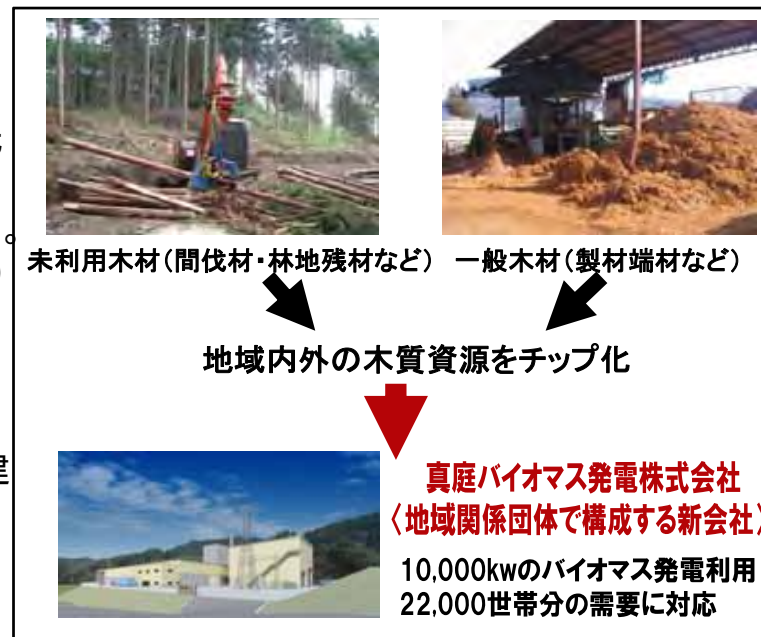 未利用木材（間伐材・林地残材など）
一般木材（製材端材など）
地域内外の木質資源をチップ化
真庭バイオマス発電株式会社
〈地域関係団体で構成する新会社〉
10,000kwのバイオマス発電利用
22,000世帯分の需要に対応